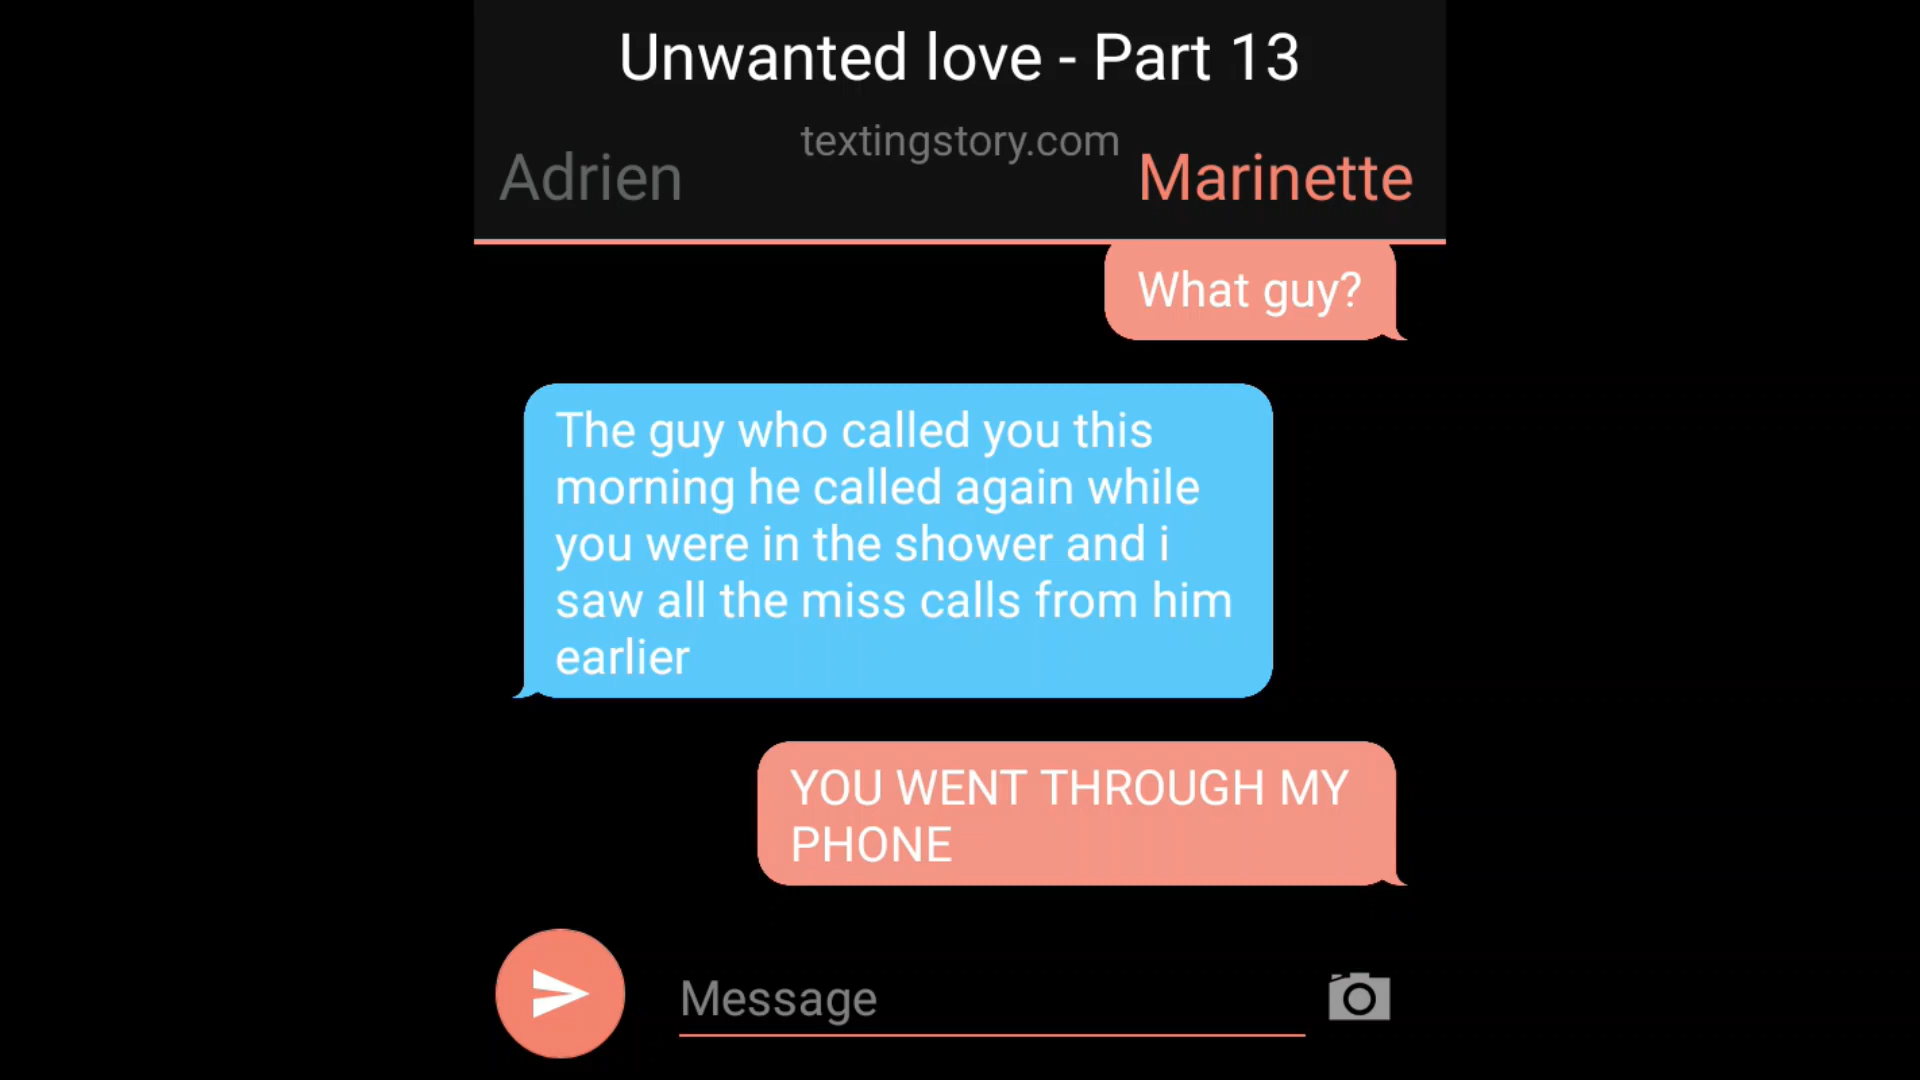 Unwanted love - Part 13
textingstory.com
Adrien
Marinette
What guy?
The guy who called you this
morning he called again while
you were in the shower and i
saw all the miss calls from him
earlier
YOU WENT THROUGH MY
PHONE
Message